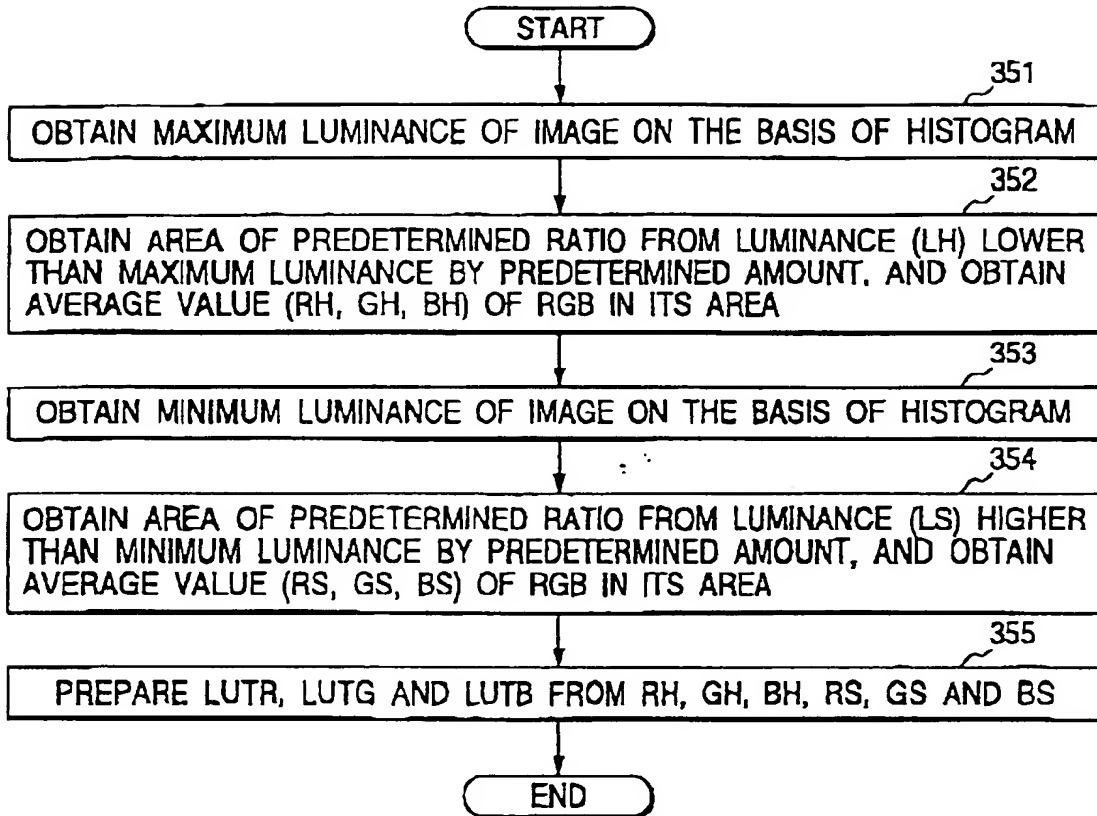 START
351
OBTAIN MAXIMUM LUMINANCE OF IMAGE ON THE BASIS OF HISTOGRAM
352
OBTAIN AREA OF PREDETERMINED RATIO FROM LUMINANCE (LH) LOWER
THAN MAXIMUM LUMINANCE BY PREDETERMINED AMOUNT, AND OBTAIN
AVERAGE VALUE (RH, GH, BH) OF RGB IN ITS AREA
353
OBTAIN MINIMUM LUMINANCE OF IMAGE ON THE BASIS OF HISTOGRAM
354
OBTAIN AREA OF PREDETERMINED RATIO FROM LUMINANCE (LS) HIGHER
THAN MINIMUM LUMINANCE BY PREDETERMINED AMOUNT, AND OBTAIN
AVERAGE VALUE (RS, GS, BS) OF RGB IN ITS AREA
355
PREPARE LUTR, LUTG AND LUTB FROM RH, GH, BH, RS, GS AND BS
END